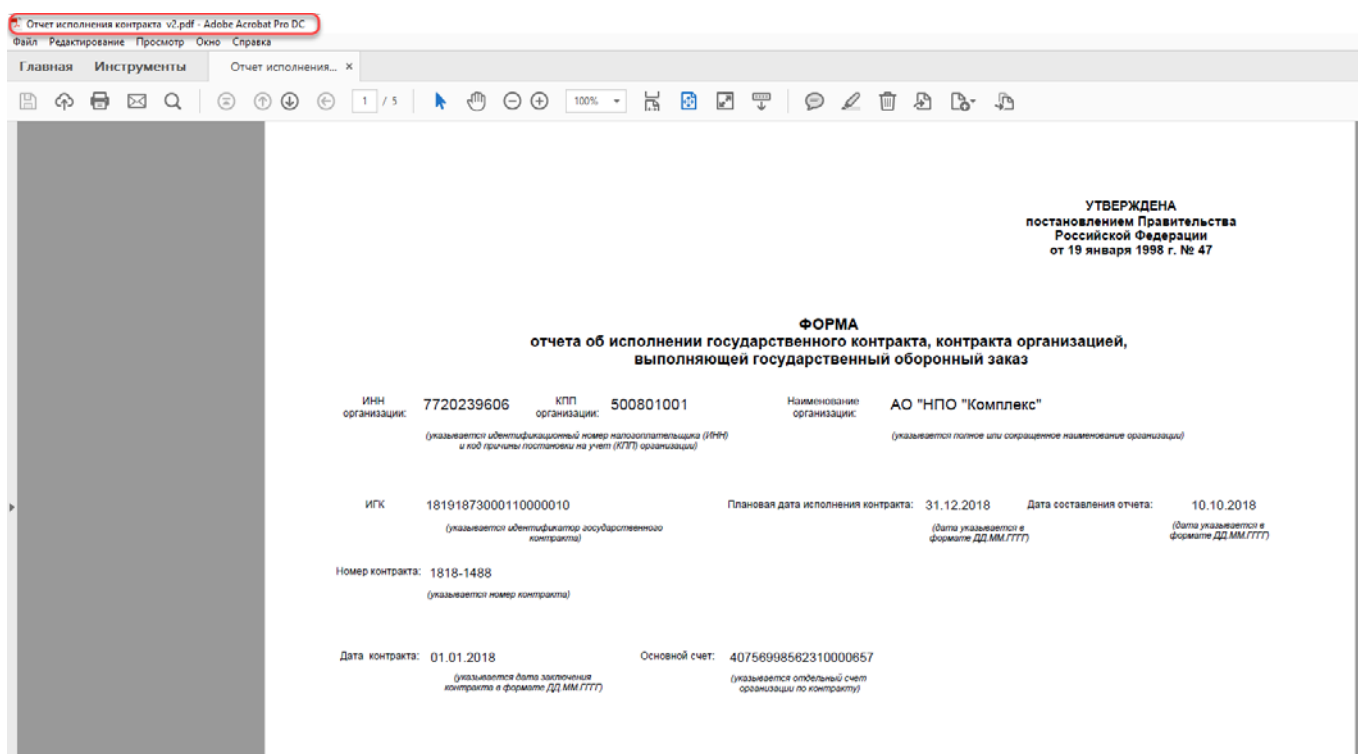 Отчет исполнения контракта v2.pdf - Adobe Acrobat Pro DC
Файл Редактирование Просмотр Окно Справка
Главная Инструменты Отчет исполнения... ×
1 / 5 100%
УТВЕРЖДЕНА
постановлением Правительства
Российской Федерации
от 19 января 1998 г. № 47
ФОРМА
отчета об исполнении государственного контракта, контракта организацией,
выполняющей государственный оборонный заказ
ИНН организации: 7720239606 КПП организации: 500801001 Наименование организации: АО "НПО "Комплекс"
(указывается идентификационный номер налогоплательщика (ИНН)
и код причины постановки на учет (КПП) организации)
(указывается полное или сокращенное наименование организации)
ИГК 18191873000110000010 Плановая дата исполнения контракта: 31.12.2018 Дата составления отчета: 10.10.2018
(указывается идентификатор государственного
контракта)
(дата указывается в
формате ДД.ММ.ГГГГ)
(дата указывается в
формате ДД.ММ.ГГГГ)
Номер контракта: 1818-1488
(указывается номер контракта)
Дата контракта: 01.01.2018 Основной счет: 40756998562310000657
(указывается дата заключения
контракта в формате ДД.ММ.ГГГГ)
(указывается отдельный счет
организации по контракту)